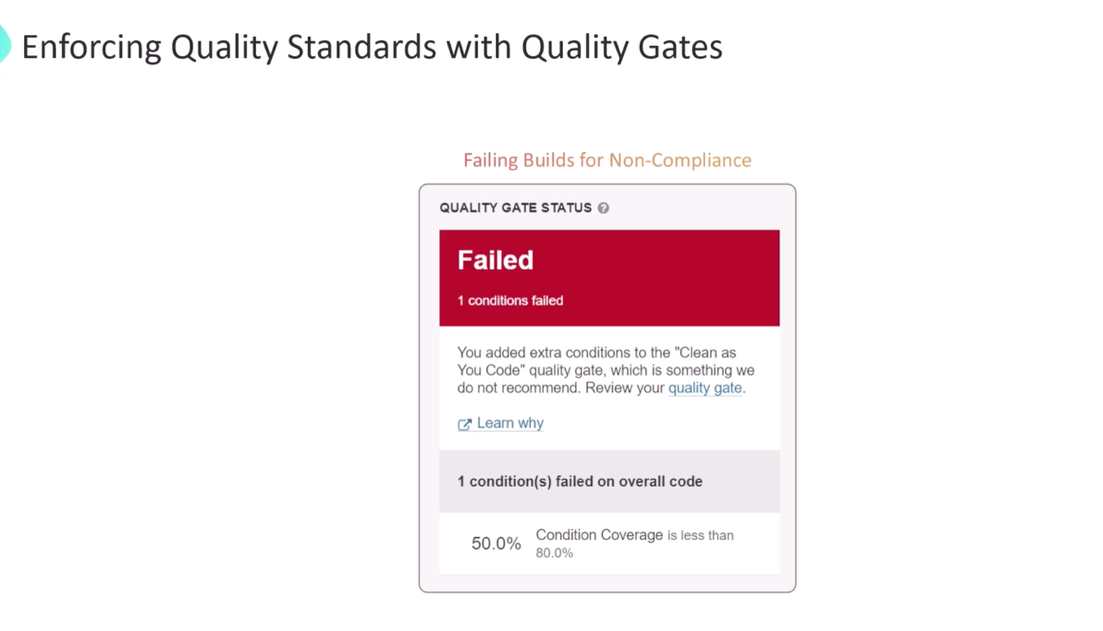 Enforcing Quality Standards with Quality Gates
Failing Builds for Non-Compliance
QUALITY GATE STATUS ?
Failed
1 conditions failed
You added extra conditions to the "Clean as
You Code" quality gate, which is something we
do not recommend. Review your quality gate.
Learn why
1 condition(s) failed on overall code
50.0% Condition Coverage is less than
80.0%